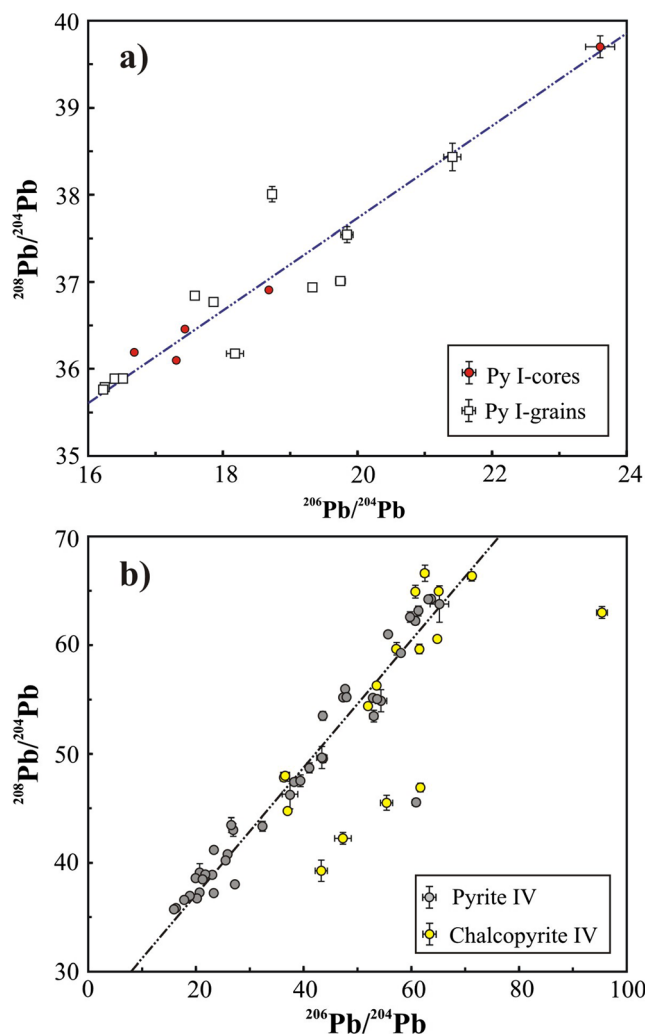 a)
40
39
38
37
36
35
²⁰⁸Pb/²⁰⁴Pb
16
18
20
22
24
²⁰⁶Pb/²⁰⁴Pb
Py I-cores
Py I-grains
b)
70
60
50
40
30
²⁰⁸Pb/²⁰⁴Pb
0
20
40
60
80
100
²⁰⁶Pb/²⁰⁴Pb
Pyrite IV
Chalcopyrite IV